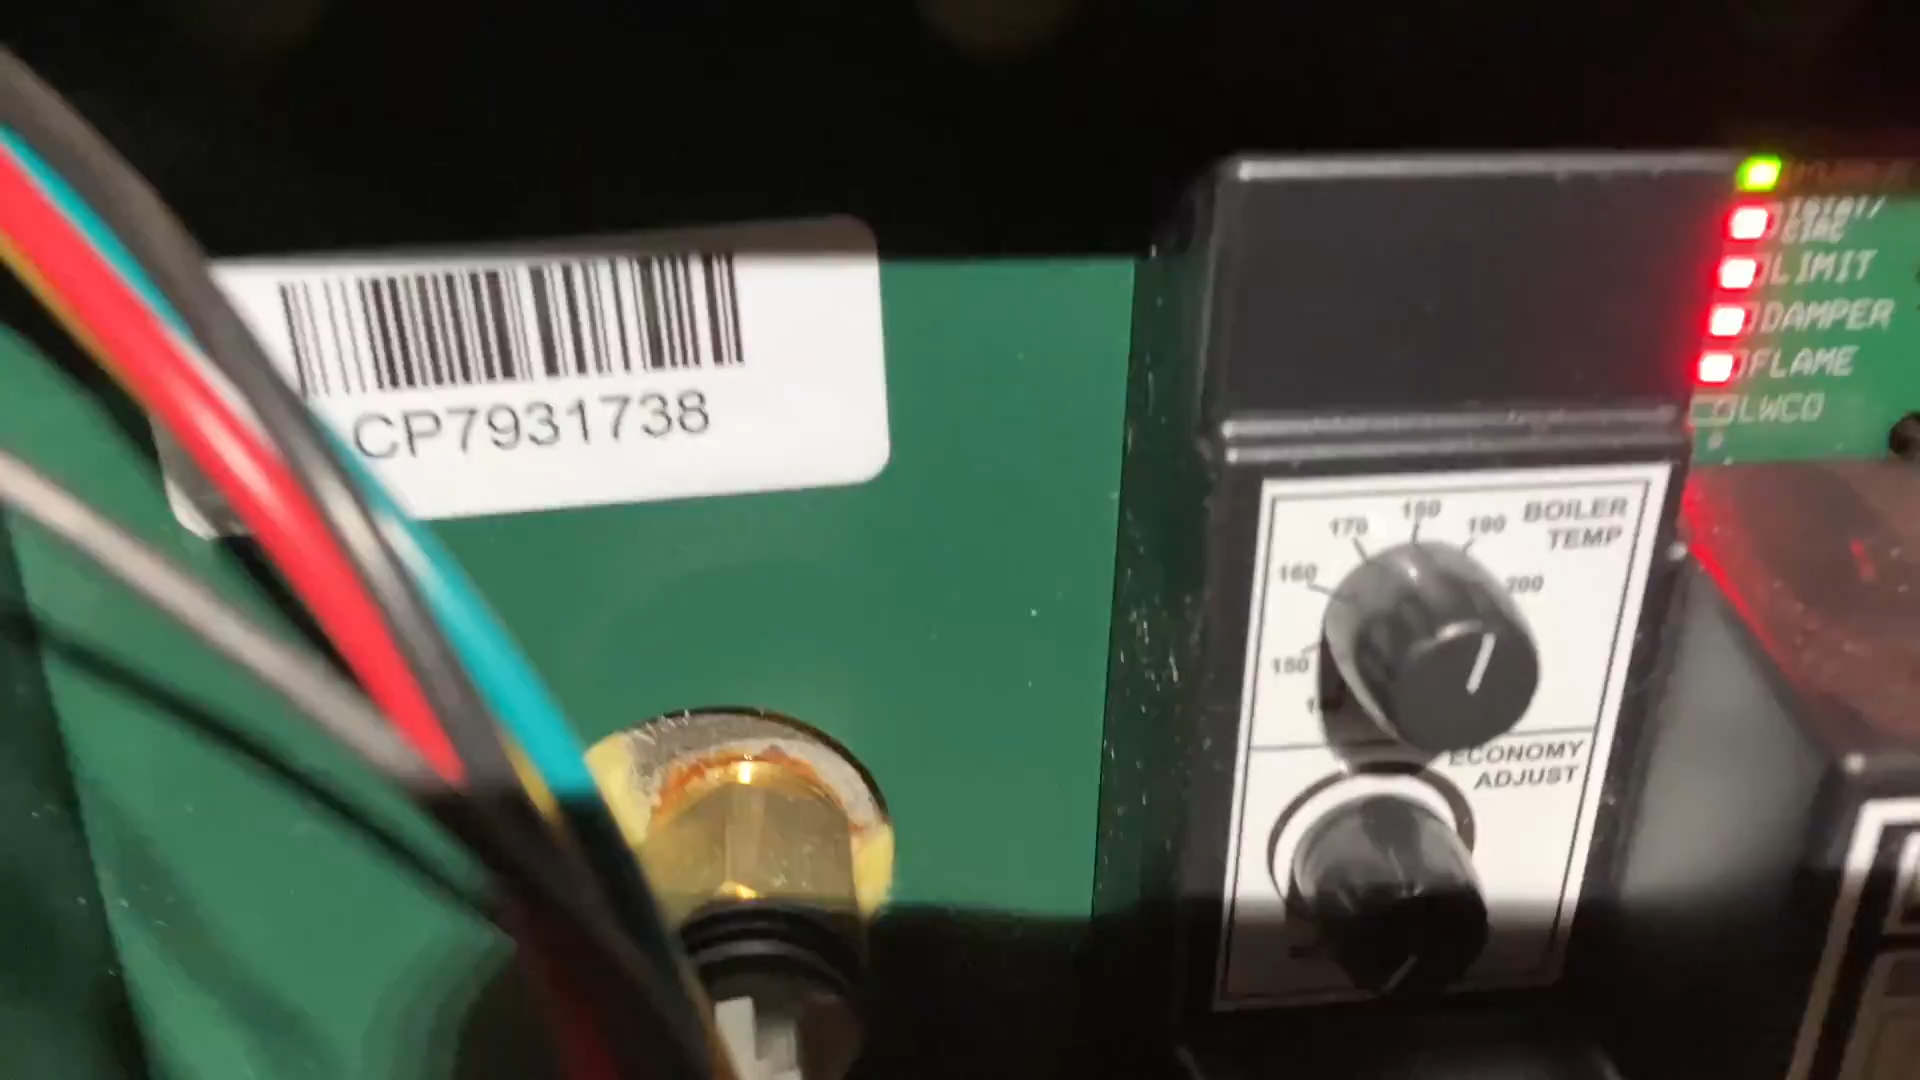 CP7931738
LIMIT
DAMPER
FLAME
LWCO
BOILER
TEMP
150
160
170
180
190
200
ECONOMY
ADJUST